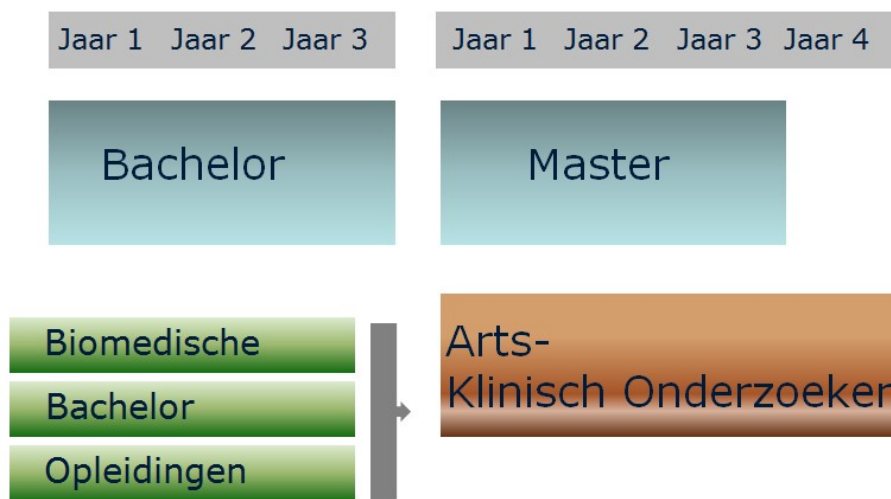 Jaar 1 Jaar 2 Jaar 3 Jaar 1 Jaar 2 Jaar 3 Jaar 4
Bachelor Master
Biomedische
Bachelor
Opleidingen
Arts-
Klinisch Onderzoeker